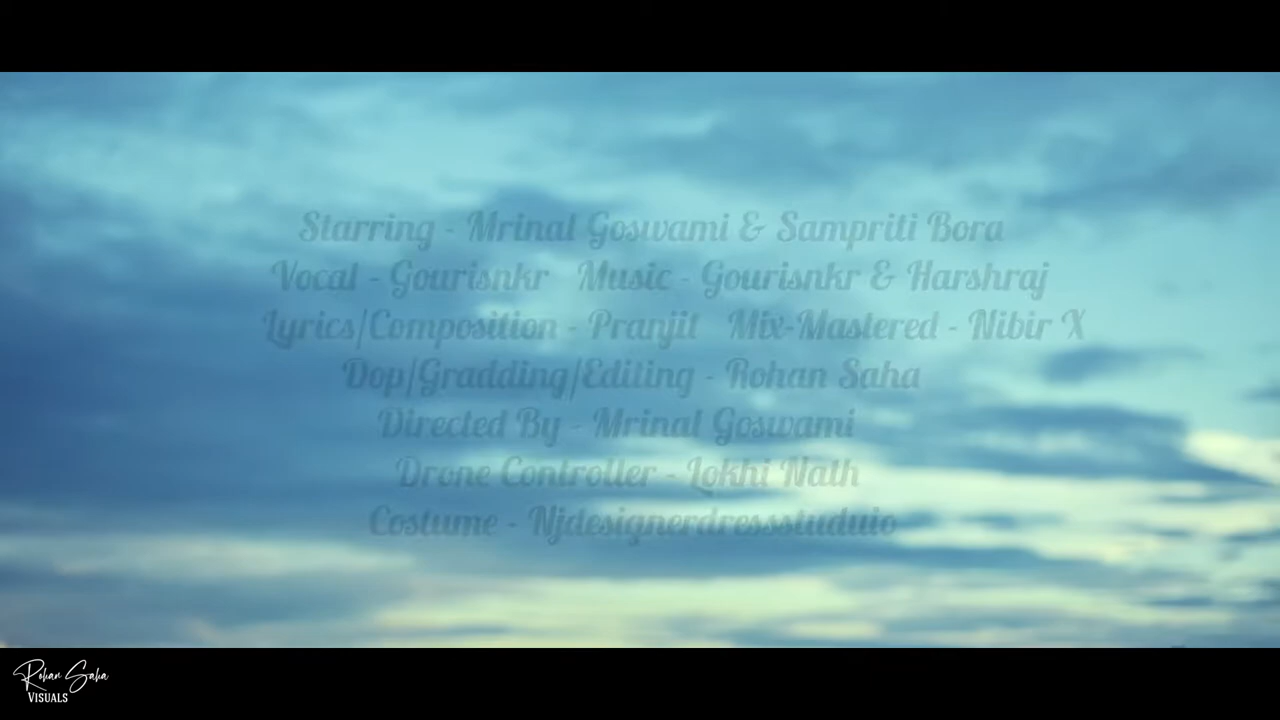 Starring - Mrinal Goswami & Sampriti Bora
Vocal - Gourisnkr Music - Gourisnkr & Harshraj
Lyrics/Composition - Pranjit Mix-Mastered - Nibir X
Dop/Gradding/Editing - Rohan Saha
Directed By - Mrinal Goswami
Drone Controller - Lokhi Nath
Costume - Njdesignerdressstuduio
Rohan Saha
VISUALS